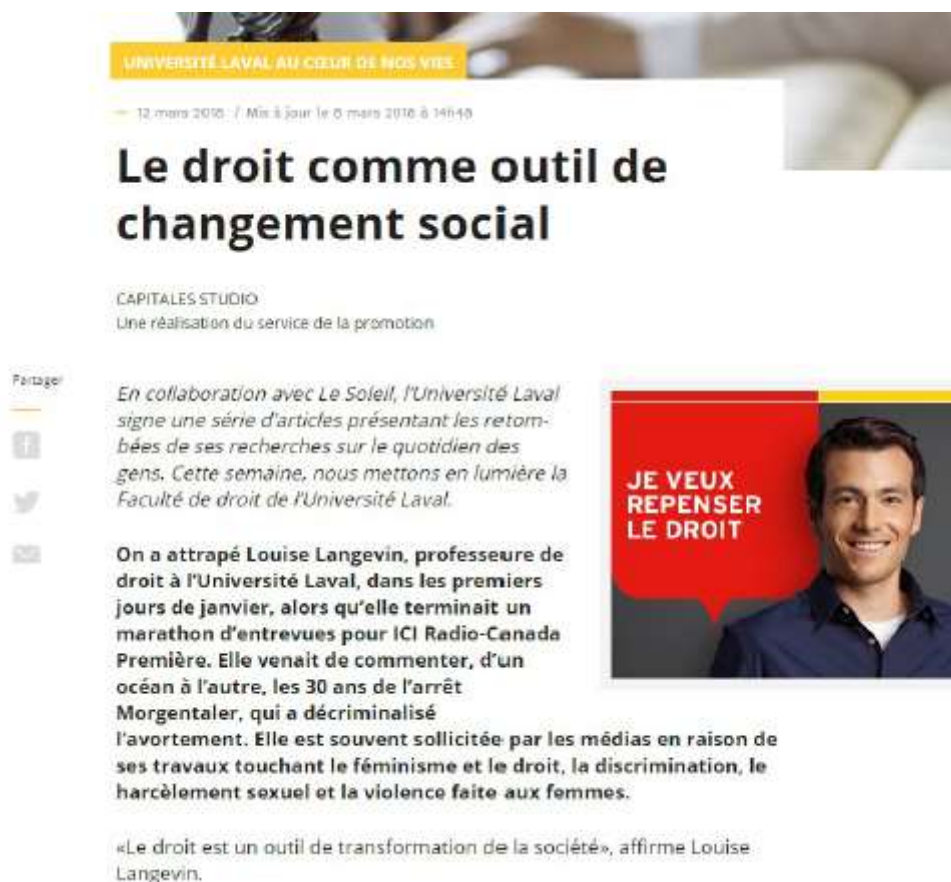 UNIVERSITÉ LAVAL AU CŒUR DE NOS VIES
— 12 mars 2018 / Mis à jour le 8 mars 2018 à 14h48
Le droit comme outil de
changement social
CAPITALES STUDIO
Une réalisation du service de la promotion
Partager
En collaboration avec Le Soleil, l'Université Laval
signe une série d'articles présentant les retom-
bées de ses recherches sur le quotidien des
gens. Cette semaine, nous mettons en lumière la
Faculté de droit de l'Université Laval.
JE VEUX
REPENSER
LE DROIT
On a attrapé Louise Langevin, professeure de
droit à l'Université Laval, dans les premiers
jours de janvier, alors qu'elle terminait un
marathon d'entrevues pour ICI Radio-Canada
Première. Elle venait de commenter, d'un
océan à l'autre, les 30 ans de l'arrêt
Morgentaler, qui a décriminalisé
l'avortement. Elle est souvent sollicitée par les médias en raison de
ses travaux touchant le féminisme et le droit, la discrimination, le
harcèlement sexuel et la violence faite aux femmes.
«Le droit est un outil de transformation de la société», affirme Louise
Langevin.